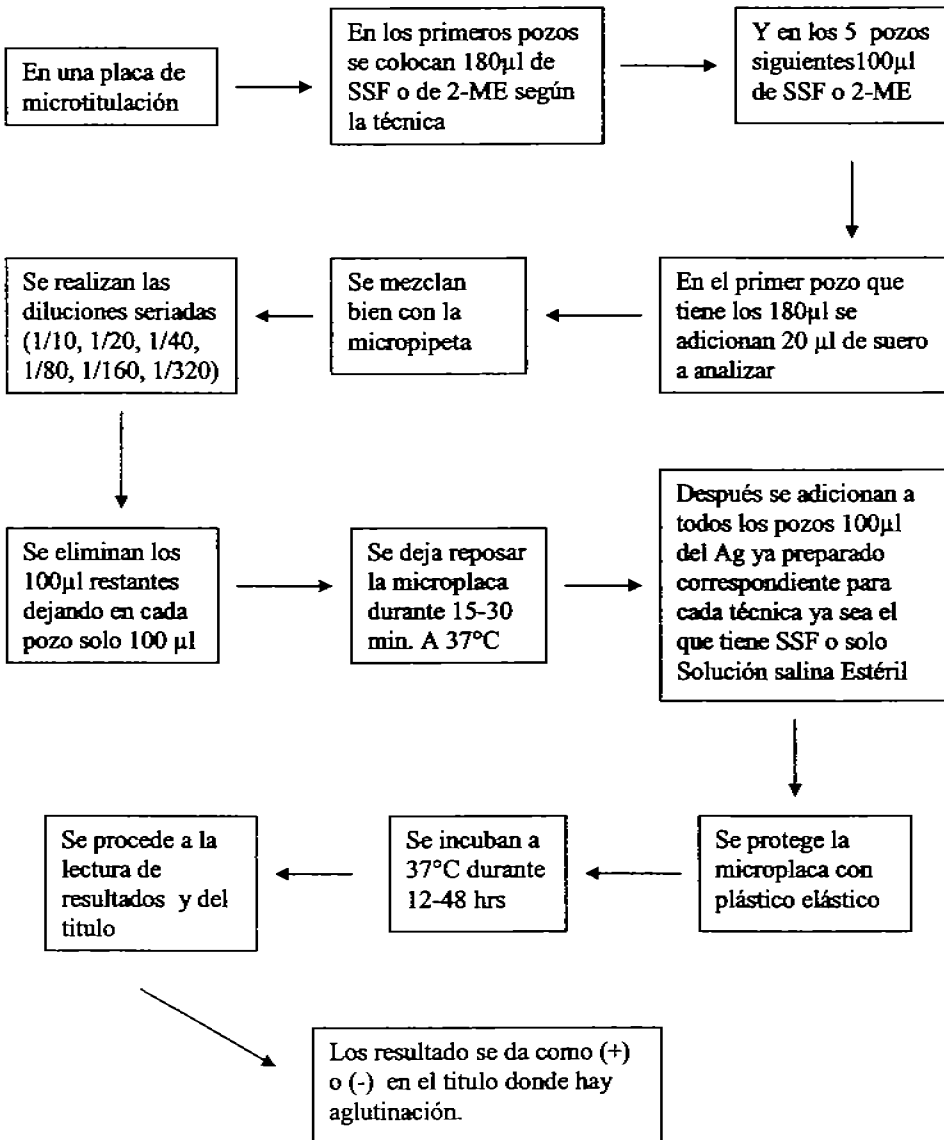 En una placa de
microtitulación
En los primeros pozos
se colocan 180µl de
SSF o de 2-ME según
la técnica
Y en los 5 pozos
siguientes100µl
de SSF o 2-ME
En el primer pozo que
tiene los 180µl se
adicionan 20 µl de suero
a analizar
Se mezclan
bien con la
micropipeta
Se realizan las
diluciones seriadas
(1/10, 1/20, 1/40,
1/80, 1/160, 1/320)
Se eliminan los
100µl restantes
dejando en cada
pozo solo 100 µl
Se deja reposar
la microplaca
durante 15-30
min. A 37°C
Después se adicionan a
todos los pozos 100µl
del Ag ya preparado
correspondiente para
cada técnica ya sea el
que tiene SSF o solo
Solución salina Estéril
Se protege la
microplaca con
plástico elástico
Se incuban a
37°C durante
12-48 hrs
Se procede a la
lectura de
resultados y del
titulo
Los resultado se da como (+)
o (-) en el titulo donde hay
aglutinación.